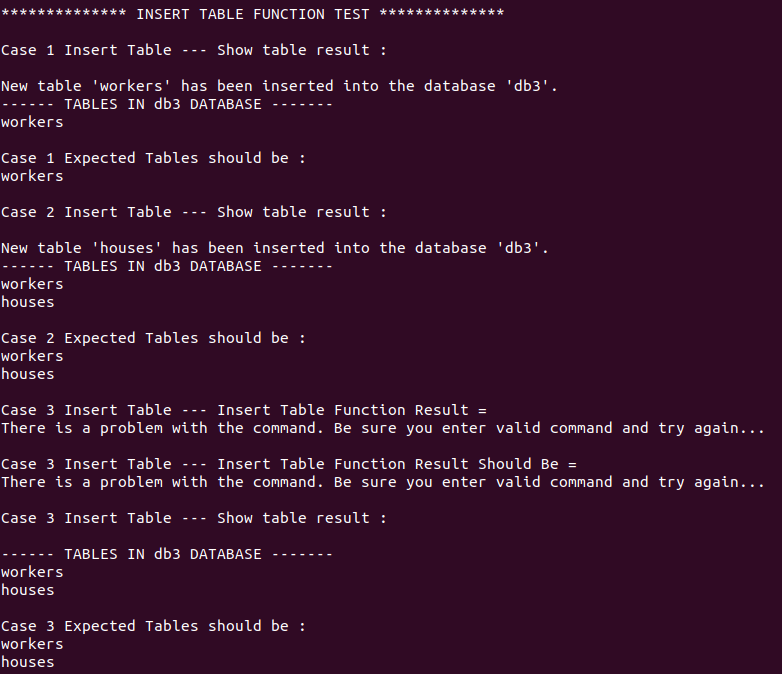 ************** INSERT TABLE FUNCTION TEST **************
Case 1 Insert Table --- Show table result :
New table 'workers' has been inserted into the database 'db3'.
------ TABLES IN db3 DATABASE -------
workers
Case 1 Expected Tables should be :
workers
Case 2 Insert Table --- Show table result :
New table 'houses' has been inserted into the database 'db3'.
------ TABLES IN db3 DATABASE -------
workers
houses
Case 2 Expected Tables should be :
workers
houses
Case 3 Insert Table --- Insert Table Function Result =
There is a problem with the command. Be sure you enter valid command and try again...
Case 3 Insert Table --- Insert Table Function Result Should Be =
There is a problem with the command. Be sure you enter valid command and try again...
Case 3 Insert Table --- Show table result :
------ TABLES IN db3 DATABASE -------
workers
houses
Case 3 Expected Tables should be :
workers
houses